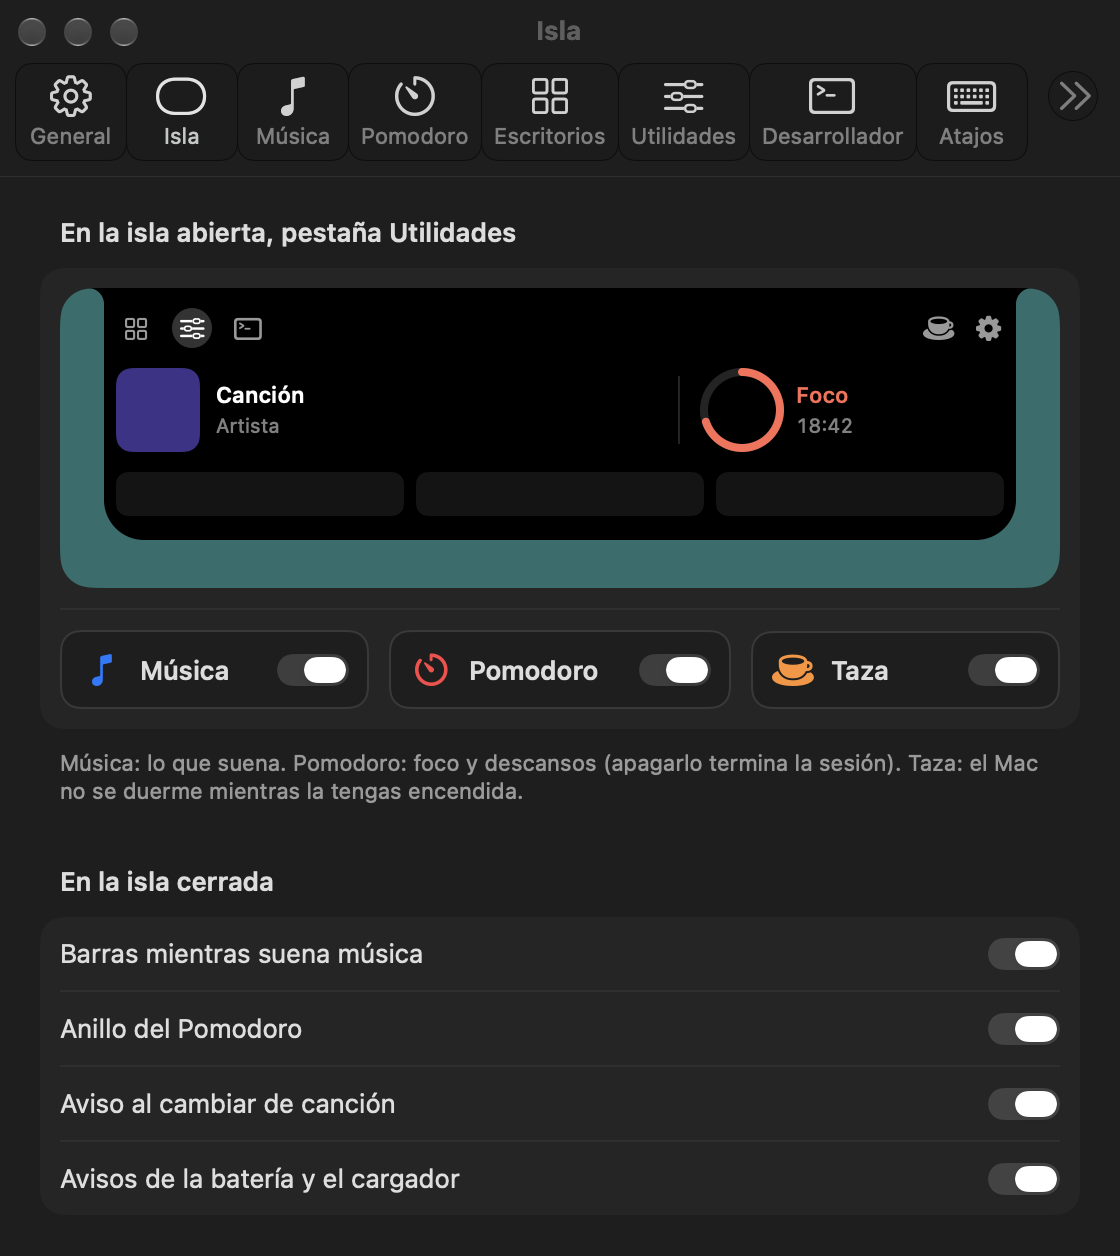 Isla
General
Isla
Música
Pomodoro
Escritorios
Utilidades
Desarrollador
Atajos
En la isla abierta, pestaña Utilidades
Canción
Artista
Foco
18:42
Música
Pomodoro
Taza
Música: lo que suena. Pomodoro: foco y descansos (apagarlo termina la sesión). Taza: el Mac
no se duerme mientras la tengas encendida.
En la isla cerrada
Barras mientras suena música
Anillo del Pomodoro
Aviso al cambiar de canción
Avisos de la batería y el cargador